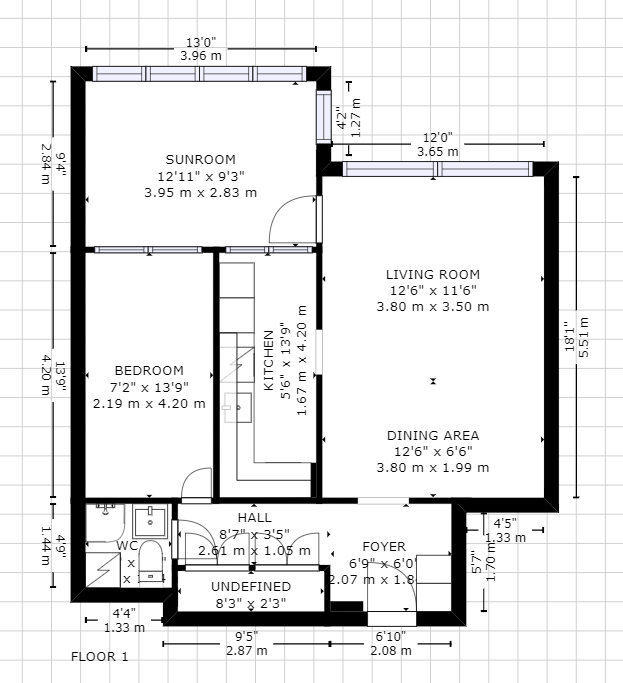 13'0"
3.96 m
4'2"
1.27 m
12'0"
3.65 m
9'4"
2.84 m
SUNROOM
12'11" x 9'3"
3.95 m x 2.83 m
LIVING ROOM
12'6" x 11'6"
3.80 m x 3.50 m
18'1"
5.51 m
KITCHEN
5'6" x 13'9"
1.67 m x 4.20 m
BEDROOM
7'2" x 13'9"
2.19 m x 4.20 m
13'9"
4.20 m
DINING AREA
12'6" x 6'6"
3.80 m x 1.99 m
HALL
8'7" x 3'5"
2.61 m x 1.05 m
4'5"
1.33 m
4'9"
1.44 m
WC
x
x
FOYER
6'9" x 6'0"
2.07 m x
5'7"
1.70 m
UNDEFINED
8'3" x 2'3"
4'4"
1.33 m
9'5"
2.87 m
6'10"
2.08 m
FLOOR 1